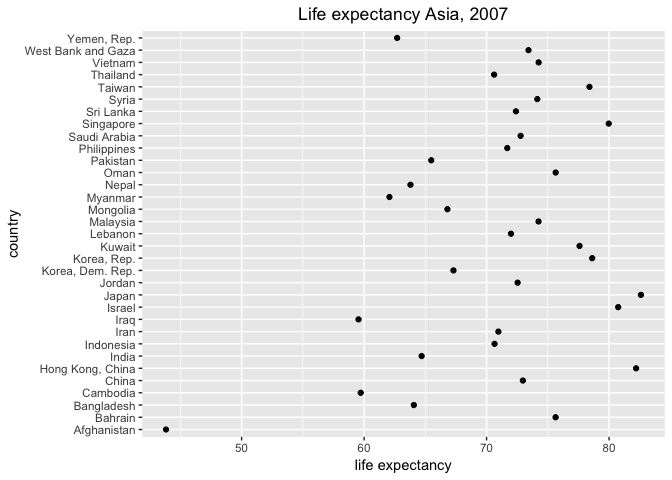 Life expectancy Asia, 2007
Yemen, Rep.
West Bank and Gaza
Vietnam
Thailand
Taiwan
Syria
Sri Lanka
Singapore
Saudi Arabia
Philippines
Pakistan
Oman
Nepal
Myanmar
Mongolia
Malaysia
Lebanon
Kuwait
Korea, Rep.
Korea, Dem. Rep.
Jordan
Japan
Israel
Iraq
Iran
Indonesia
India
Hong Kong, China
China
Cambodia
Bangladesh
Bahrain
Afghanistan
country
50 60 70 80
life expectancy